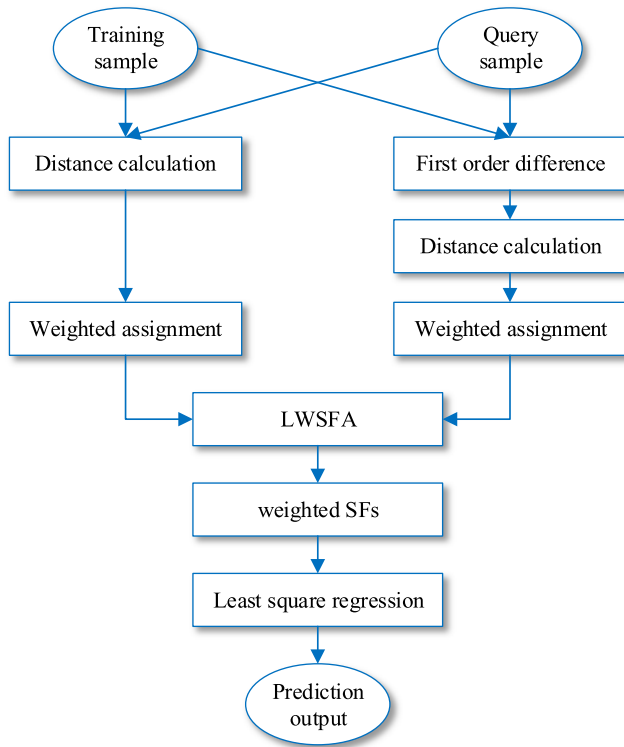 Training
sample
Query
sample
Distance calculation
First order difference
Distance calculation
Weighted assignment
Weighted assignment
LWSFA
weighted SFs
Least square regression
Prediction
output